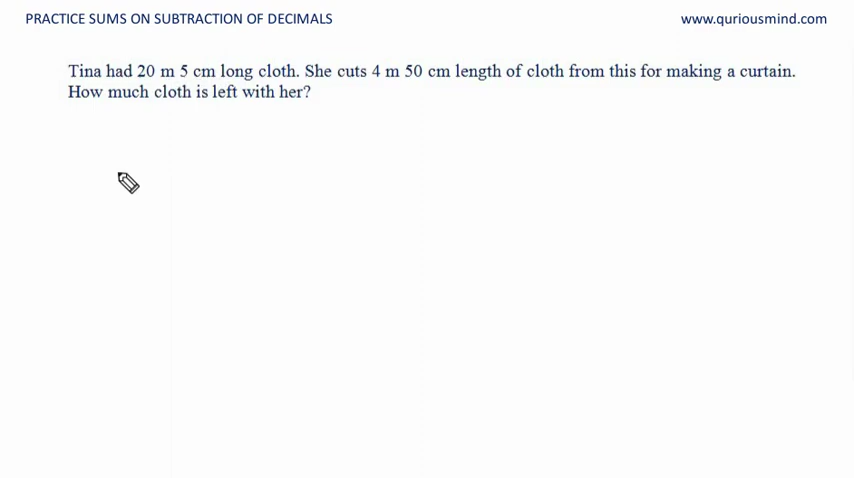 PRACTICE SUMS ON SUBTRACTION OF DECIMALS
www.quriousmind.com
Tina had 20 m 5 cm long cloth. She cuts 4 m 50 cm length of cloth from this for making a curtain.
How much cloth is left with her?